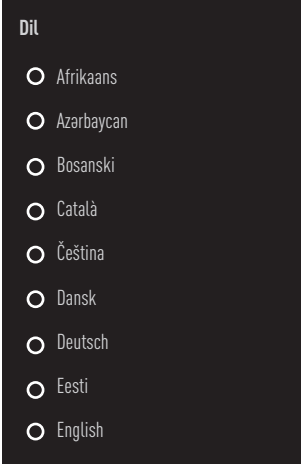 Dil
Afrikaans
Azərbaycan
Bosanski
Català
Čeština
Dansk
Deutsch
Eesti
English